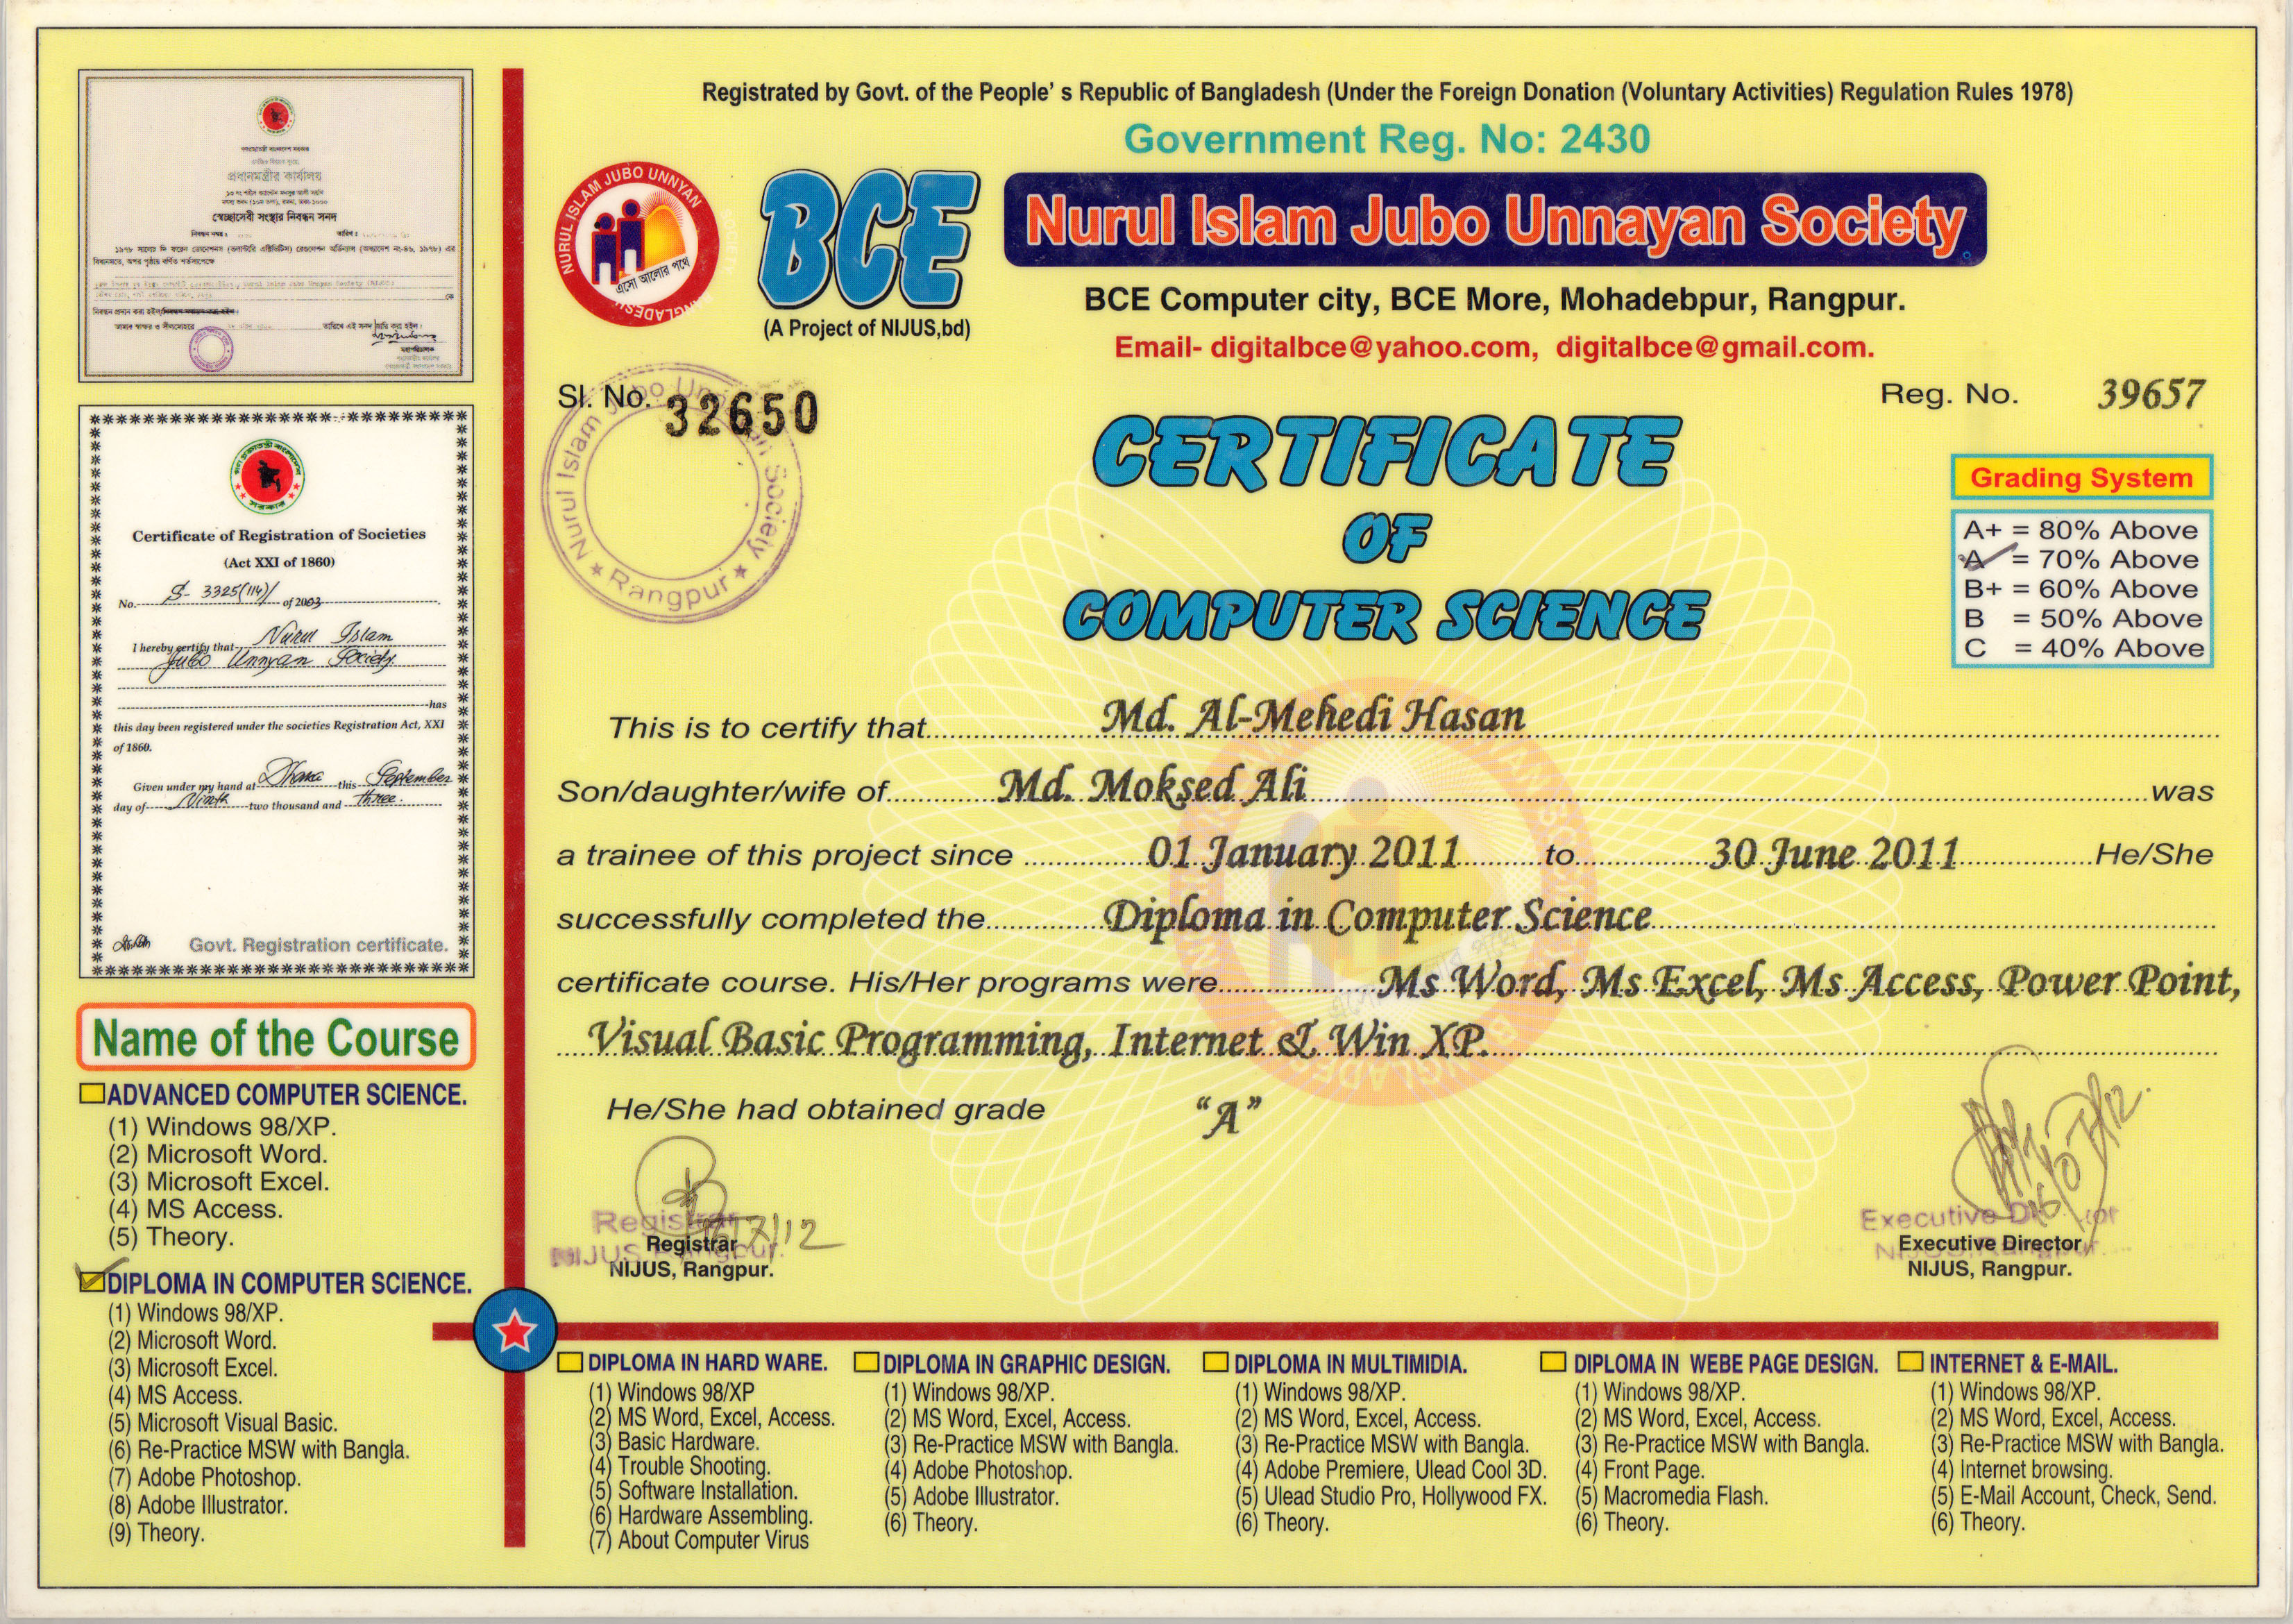 Registrated by Govt. of the People' s Republic of Bangladesh (Under the Foreign Donation (Voluntary Activities) Regulation Rules 1978)
Government Reg. No: 2430
NURUL ISLAM JUBO UNNYAN SOCIETY
BANGLADESH
এসো আলোর পথে
BCE
(A Project of NIJUS,bd)
Nurul Islam Jubo Unnayan Society
BCE Computer city, BCE More, Mohadebpur, Rangpur.
Email- digitalbce@yahoo.com, digitalbce@gmail.com.
Sl. No. 32650
Reg. No. 39657
Nurul Islam Jubo Unnayan Society
★ Rangpur ★
CERTIFICATE
OF
COMPUTER SCIENCE
Grading System
A+ = 80% Above
A = 70% Above
B+ = 60% Above
B = 50% Above
C = 40% Above
This is to certify that Md. Al-Mehedi Hasan
Son/daughter/wife of Md. Moksed Ali was
a trainee of this project since 01 January 2011 to 30 June 2011 He/She
successfully completed the Diploma in Computer Science
certificate course. His/Her programs were Ms Word, Ms Excel, Ms Access, Power Point,
Visual Basic Programming, Internet & Win XP.
He/She had obtained grade "A"
16/7/12
Registrar
NIJUS, Rangpur.
Registrar
NIJUS, Rangpur.
16/07/12
Executive Director
NIJUS, Rangpur.
Executive Director
NIJUS, Rangpur.
গণপ্রজাতন্ত্রী বাংলাদেশ সরকার
প্রধানমন্ত্রীর কার্যালয়
স্বেচ্ছাসেবী সংস্থার নিবন্ধন সনদ
নিবন্ধন নম্বর :
তারিখ :
Certificate of Registration of Societies
(Act XXI of 1860)
No. S- 3325(114)/ of 2003
I hereby certify that Nurul Islam
Jubo Unnyan Society
has
this day been registered under the societies Registration Act, XXI
of 1860.
Given under my hand at Dhaka this September
day of Ninth two thousand and three.
Govt. Registration certificate.
Name of the Course
ADVANCED COMPUTER SCIENCE.
(1) Windows 98/XP.
(2) Microsoft Word.
(3) Microsoft Excel.
(4) MS Access.
(5) Theory.
DIPLOMA IN COMPUTER SCIENCE.
(1) Windows 98/XP.
(2) Microsoft Word.
(3) Microsoft Excel.
(4) MS Access.
(5) Microsoft Visual Basic.
(6) Re-Practice MSW with Bangla.
(7) Adobe Photoshop.
(8) Adobe Illustrator.
(9) Theory.
DIPLOMA IN HARD WARE.
(1) Windows 98/XP
(2) MS Word, Excel, Access.
(3) Basic Hardware.
(4) Trouble Shooting.
(5) Software Installation.
(6) Hardware Assembling.
(7) About Computer Virus
DIPLOMA IN GRAPHIC DESIGN.
(1) Windows 98/XP.
(2) MS Word, Excel, Access.
(3) Re-Practice MSW with Bangla.
(4) Adobe Photoshop.
(5) Adobe Illustrator.
(6) Theory.
DIPLOMA IN MULTIMIDIA.
(1) Windows 98/XP.
(2) MS Word, Excel, Access.
(3) Re-Practice MSW with Bangla.
(4) Adobe Premiere, Ulead Cool 3D.
(5) Ulead Studio Pro, Hollywood FX.
(6) Theory.
DIPLOMA IN WEBE PAGE DESIGN.
(1) Windows 98/XP.
(2) MS Word, Excel, Access.
(3) Re-Practice MSW with Bangla.
(4) Front Page.
(5) Macromedia Flash.
(6) Theory.
INTERNET & E-MAIL.
(1) Windows 98/XP.
(2) MS Word, Excel, Access.
(3) Re-Practice MSW with Bangla.
(4) Internet browsing.
(5) E-Mail Account, Check, Send.
(6) Theory.